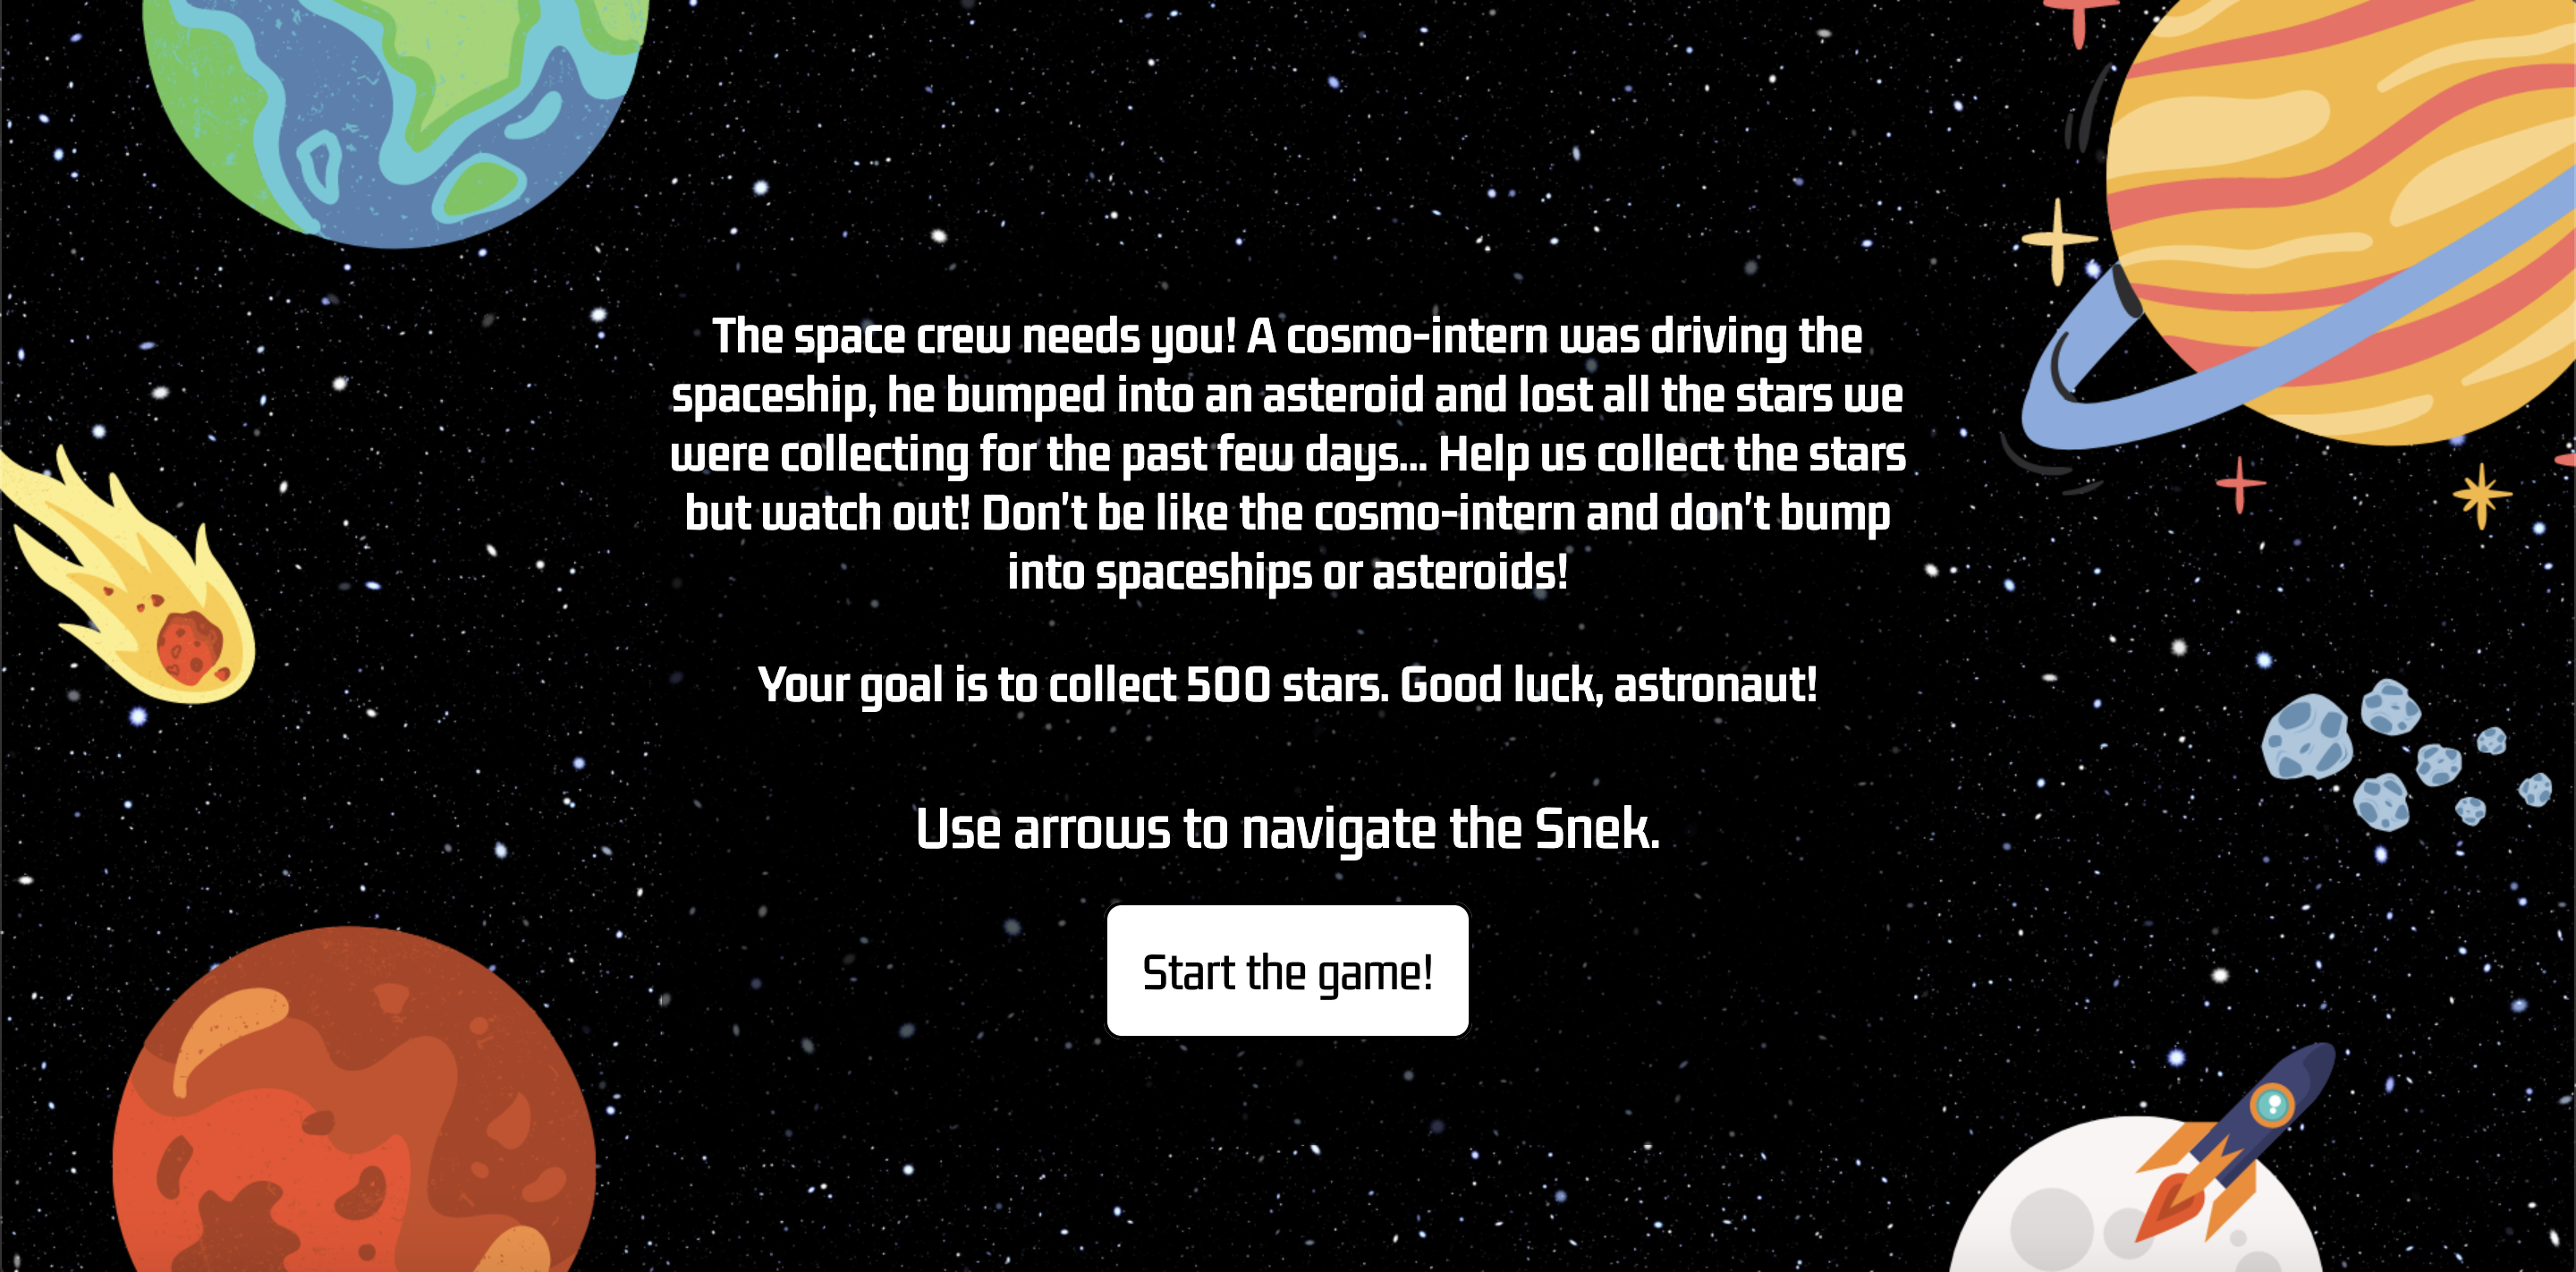 The space crew needs you! A cosmo-intern was driving the
spaceship, he bumped into an asteroid and lost all the stars we
were collecting for the past few days... Help us collect the stars
but watch out! Don't be like the cosmo-intern and don't bump
into spaceships or asteroids!
Your goal is to collect 500 stars. Good luck, astronaut!
Use arrows to navigate the Snek.
Start the game!